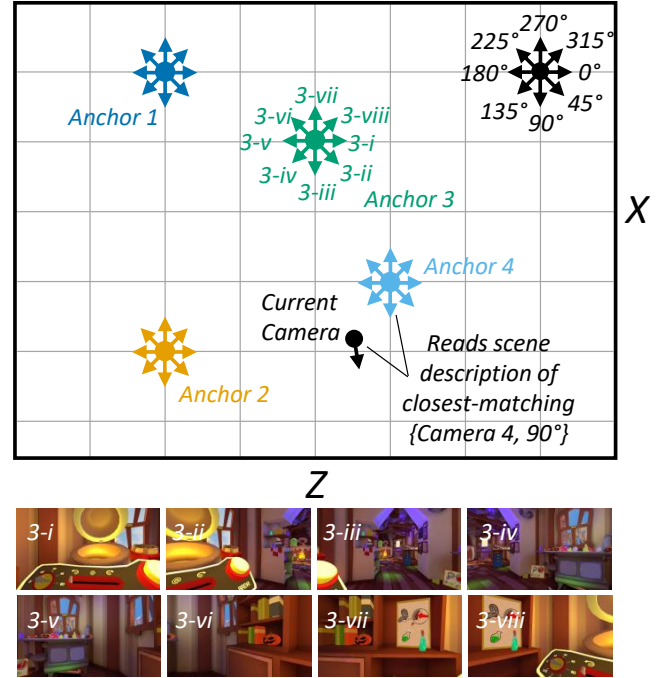 270°
225° 315°
180° 0°
135° 45°
90°
Anchor 1
3-vii
3-vi 3-viii
3-v 3-i
3-iv 3-ii
3-iii
Anchor 3
X
Anchor 4
Current
Camera
Reads scene
description of
closest-matching
{Camera 4, 90°}
Anchor 2
Z
3-i 3-ii 3-iii 3-iv
3-v 3-vi 3-vii 3-viii